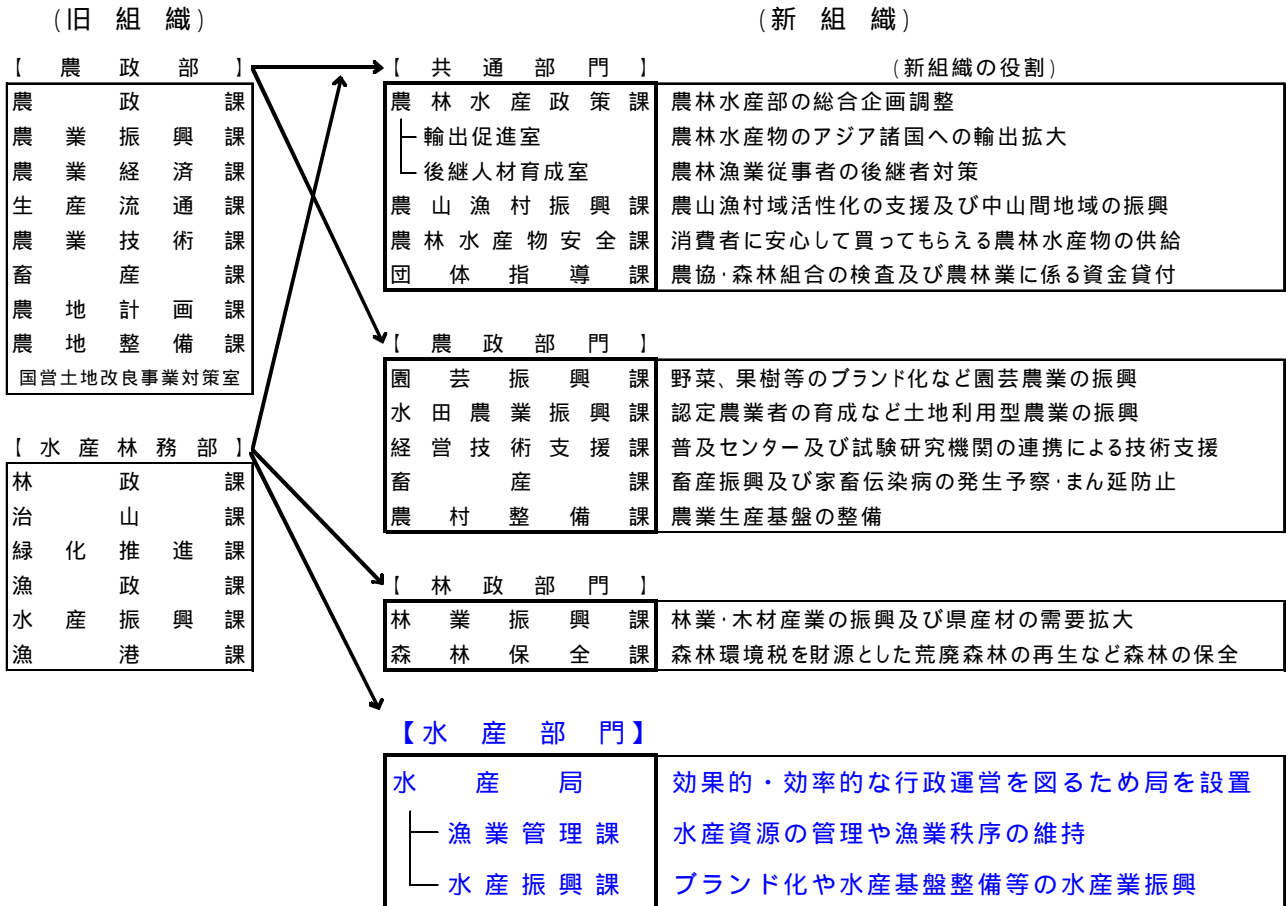 (旧組織)
(新組織)
【農政部】
農政課
農業振興課
農業経済課
生産流通課
農業技術課
畜産課
農地計画課
農地整備課
国営土地改良事業対策室
【水産林務部】
林政課
治山課
緑化推進課
漁政課
水産振興課
漁港課
【共通部門】 (新組織の役割)
農林水産政策課 農林水産部の総合企画調整
輸出促進室 農林水産物のアジア諸国への輸出拡大
後継人材育成室 農林漁業従事者の後継者対策
農山漁村振興課 農山漁村域活性化の支援及び中山間地域の振興
農林水産物安全課 消費者に安心して買ってもらえる農林水産物の供給
団体指導課 農協・森林組合の検査及び農林業に係る資金貸付
【農政部門】
園芸振興課 野菜、果樹等のブランド化など園芸農業の振興
水田農業振興課 認定農業者の育成など土地利用型農業の振興
経営技術支援課 普及センター及び試験研究機関の連携による技術支援
畜産課 畜産振興及び家畜伝染病の発生予察・まん延防止
農村整備課 農業生産基盤の整備
【林政部門】
林業振興課 林業・木材産業の振興及び県産材の需要拡大
森林保全課 森林環境税を財源とした荒廃森林の再生など森林の保全
【水産部門】
水産局 効果的・効率的な行政運営を図るため局を設置
漁業管理課 水産資源の管理や漁業秩序の維持
水産振興課 ブランド化や水産基盤整備等の水産業振興